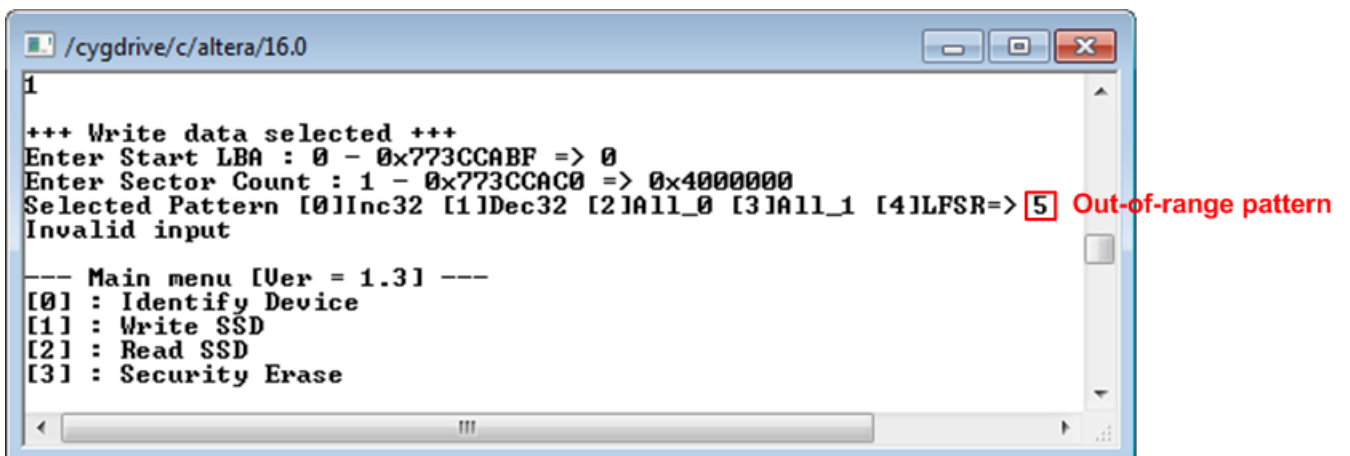 /cygdrive/c/altera/16.0
1
+++ Write data selected +++
Enter Start LBA : 0 - 0x773CCABF => 0
Enter Sector Count : 1 - 0x773CCAC0 => 0x4000000
Selected Pattern [0]Inc32 [1]Dec32 [2]All_0 [3]All_1 [4]LFSR=> 5 Out-of-range pattern
Invalid input
--- Main menu [Ver = 1.3] ---
[0] : Identify Device
[1] : Write SSD
[2] : Read SSD
[3] : Security Erase